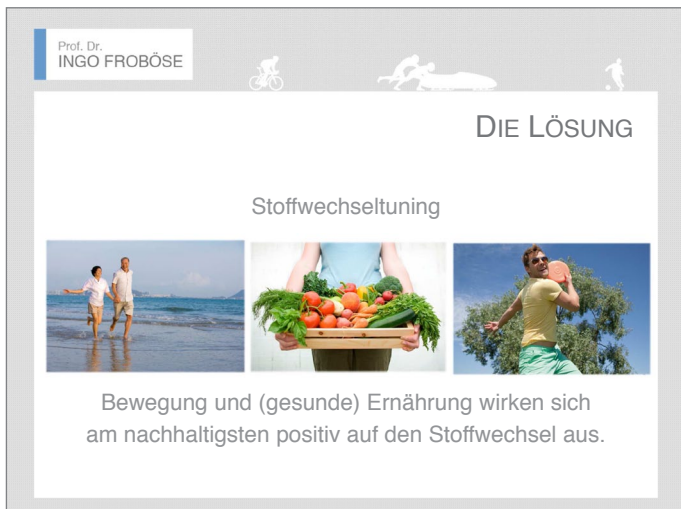 Prof. Dr.
INGO FROBÖSE
DIE LÖSUNG
Stoffwechseltuning
Bewegung und (gesunde) Ernährung wirken sich
am nachhaltigsten positiv auf den Stoffwechsel aus.